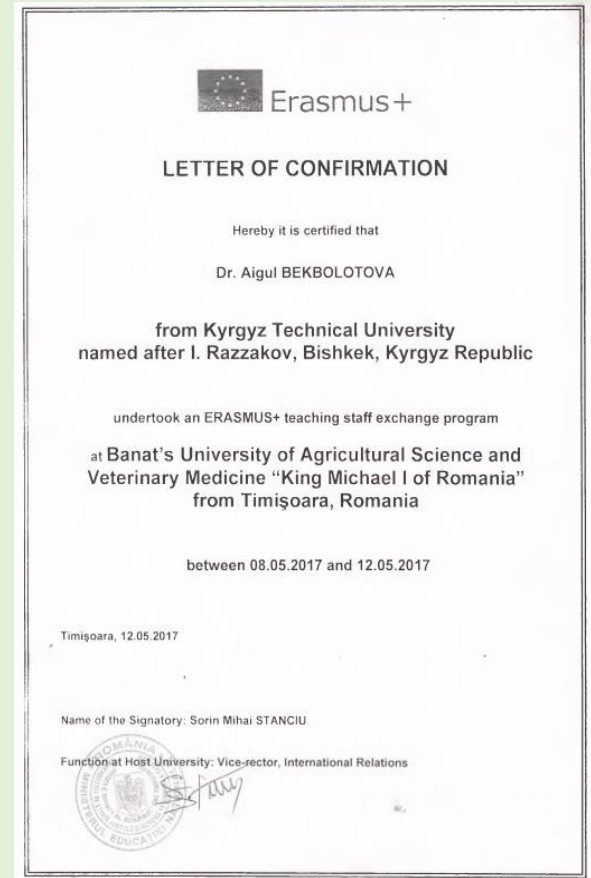 Erasmus+
LETTER OF CONFIRMATION
Hereby it is certified that
Dr. Aigul BEKBOLOTOVA
from Kyrgyz Technical University
named after I. Razzakov, Bishkek, Kyrgyz Republic
undertook an ERASMUS+ teaching staff exchange program
at Banat's University of Agricultural Science and
Veterinary Medicine “King Michael I of Romania”
from Timişoara, Romania
between 08.05.2017 and 12.05.2017
Timişoara, 12.05.2017
Name of the Signatory: Sorin Mihai STANCIU
Function at Host University: Vice-rector, International Relations
ROMÂNIA
MINISTERUL EDUCAŢIEI